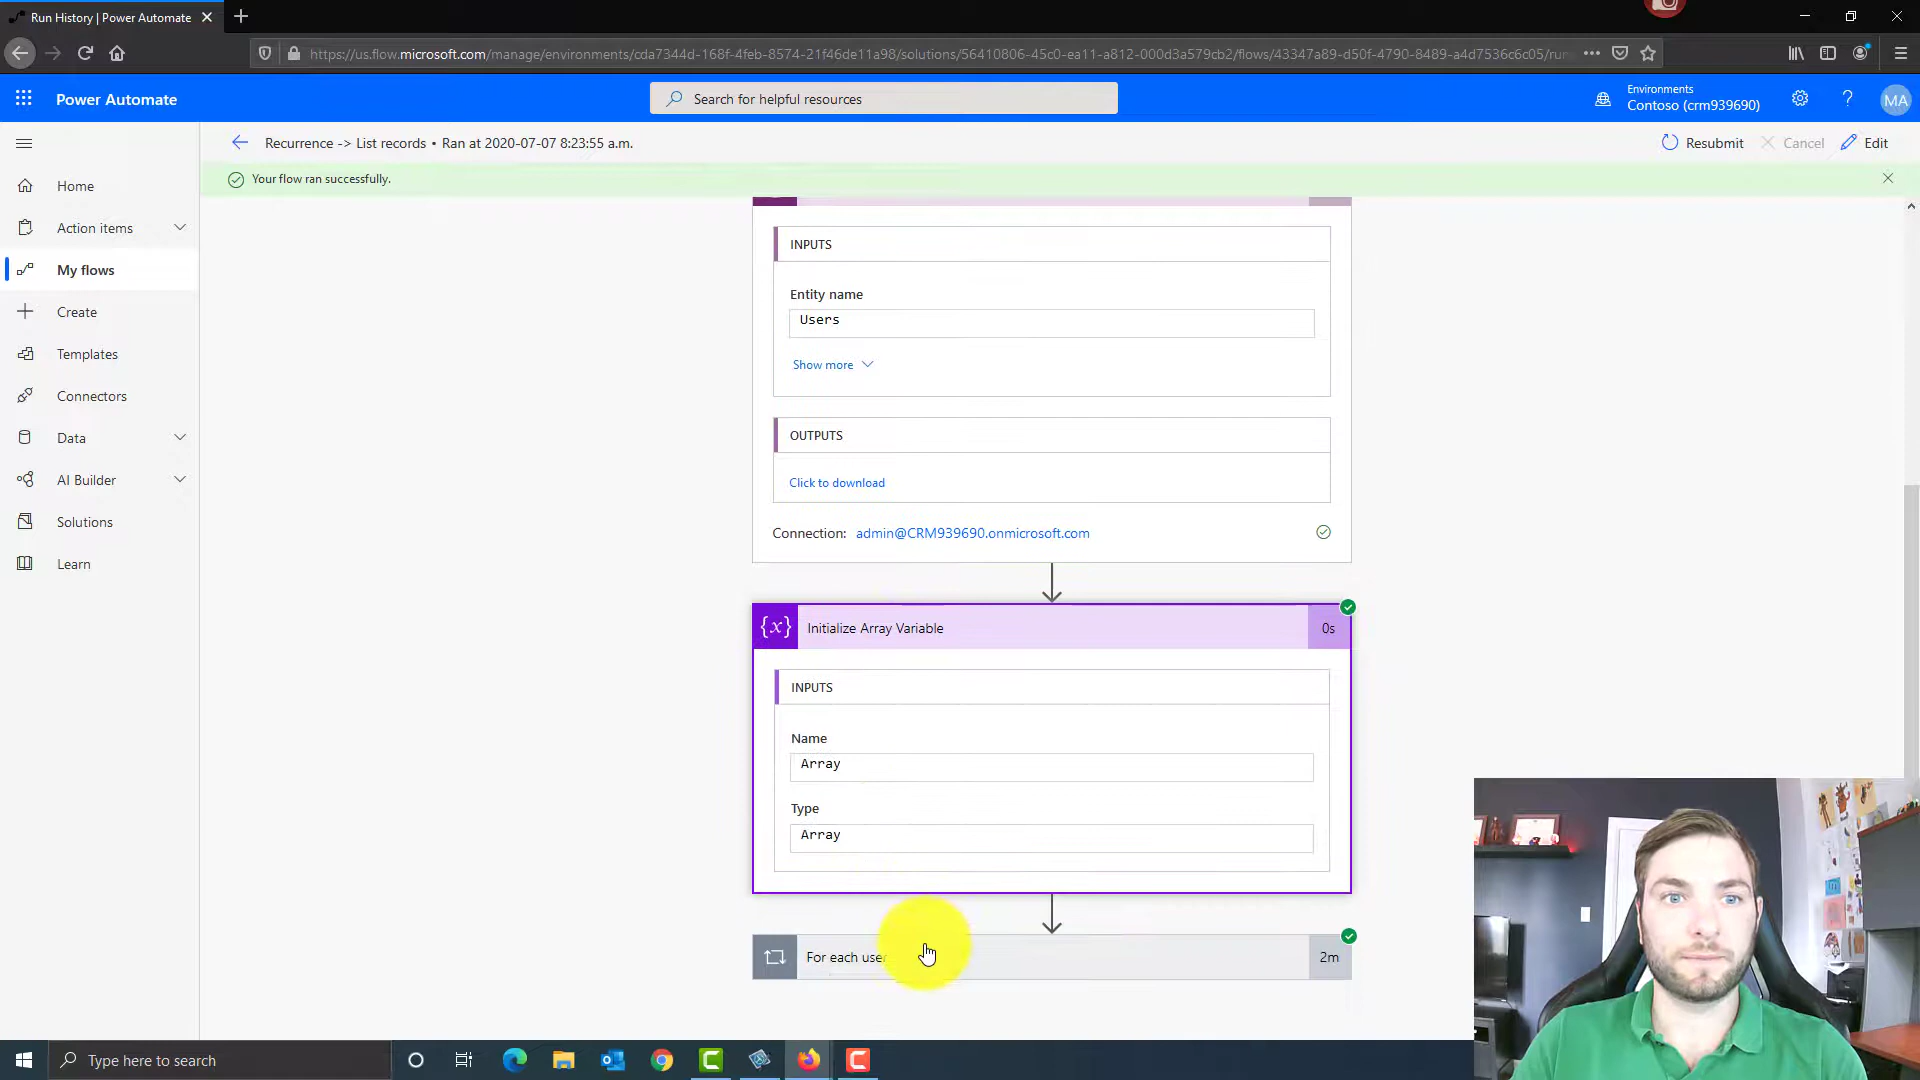 Run History | Power Automate
https://us.flow.microsoft.com/manage/environments/cda7344d-168f-4feb-8574-21f46de11a98/solutions/56410806-45c0-ea11-a812-000d3a579cb2/flows/43347a89-d50f-4790-8489-a4d7536c6c05/run
Power Automate
Search for helpful resources
Environments
Contoso (crm939690)
MA
Recurrence -> List records • Ran at 2020-07-07 8:23:55 a.m.
Resubmit
Cancel
Edit
Your flow ran successfully.
Home
Action items
My flows
Create
Templates
Connectors
Data
AI Builder
Solutions
Learn
INPUTS
Entity name
Users
Show more
OUTPUTS
Click to download
Connection: admin@CRM939690.onmicrosoft.com
{x} Initialize Array Variable 0s
INPUTS
Name
Array
Type
Array
For each user 2m
Type here to search